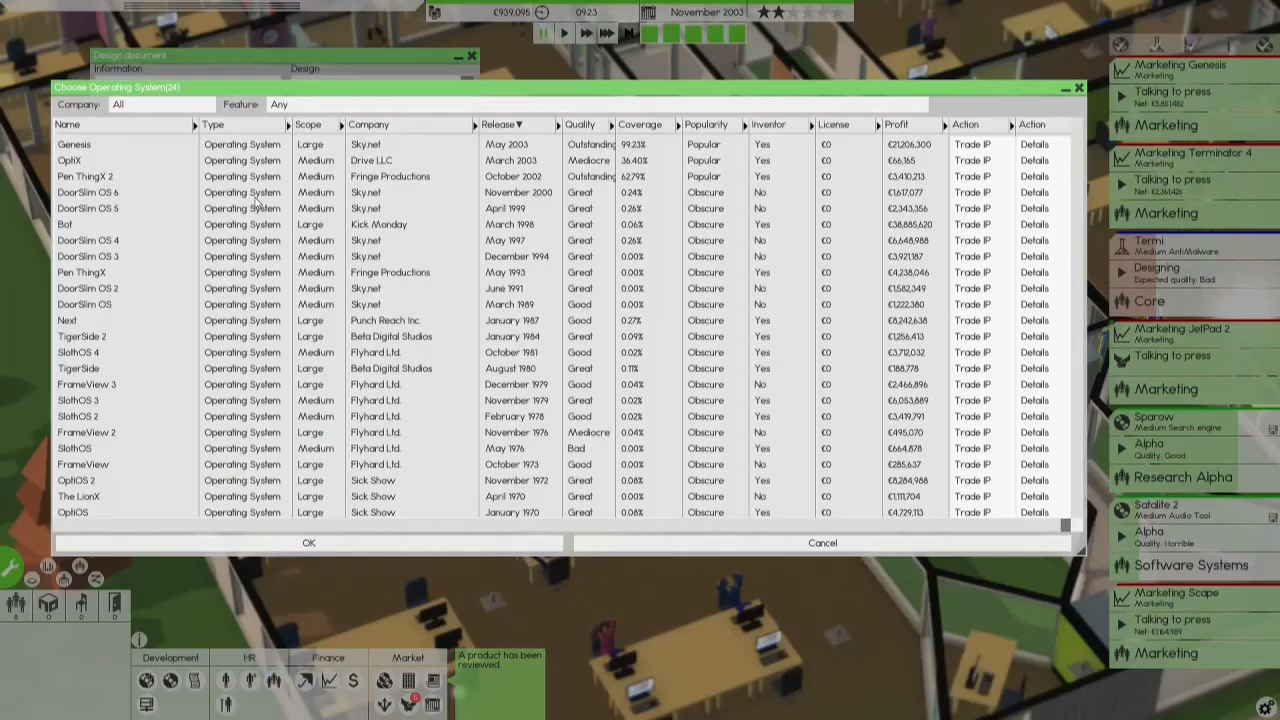 €939,095 09:23 November 2003
Design document
Information Design
Choose Operating System(24)
Company: All Feature: Any
Name Type Scope Company Release▼ Quality Coverage Popularity Inventor License Profit Action Action
Genesis Operating System Large Sky.net May 2003 Outstanding 99.23% Popular Yes €0 €21,206,300 Trade IP Details
OptiX Operating System Medium Drive LLC March 2003 Mediocre 36.40% Popular Yes €0 €66,165 Trade IP Details
Pen ThingX 2 Operating System Medium Fringe Productions October 2002 Outstanding 62.79% Popular Yes €0 €3,410,213 Trade IP Details
DoorSlim OS 6 Operating System Medium Sky.net November 2000 Great 0.24% Obscure No €0 €1,617,077 Trade IP Details
DoorSlim OS 5 Operating System Medium Sky.net April 1999 Great 0.26% Obscure No €0 €2,343,356 Trade IP Details
Bot Operating System Large Kick Monday March 1998 Great 0.06% Obscure Yes €0 €38,885,620 Trade IP Details
DoorSlim OS 4 Operating System Medium Sky.net May 1997 Great 0.26% Obscure No €0 €6,648,988 Trade IP Details
DoorSlim OS 3 Operating System Medium Sky.net December 1994 Great 0.00% Obscure No €0 €3,921,187 Trade IP Details
Pen ThingX Operating System Medium Fringe Productions May 1993 Great 0.00% Obscure Yes €0 €4,238,046 Trade IP Details
DoorSlim OS 2 Operating System Medium Sky.net June 1991 Great 0.00% Obscure No €0 €1,582,349 Trade IP Details
DoorSlim OS Operating System Medium Sky.net March 1989 Good 0.00% Obscure No €0 €1,222,380 Trade IP Details
Next Operating System Large Punch Reach Inc. January 1987 Good 0.27% Obscure Yes €0 €8,242,638 Trade IP Details
TigerSide 2 Operating System Large Beta Digital Studios January 1984 Great 0.09% Obscure Yes €0 €1,256,413 Trade IP Details
SlothOS 4 Operating System Medium Flyhard Ltd. October 1981 Good 0.02% Obscure Yes €0 €3,712,032 Trade IP Details
TigerSide Operating System Large Beta Digital Studios August 1980 Great 0.11% Obscure Yes €0 €188,778 Trade IP Details
FrameView 3 Operating System Large Flyhard Ltd. December 1979 Good 0.04% Obscure No €0 €2,466,896 Trade IP Details
SlothOS 3 Operating System Medium Flyhard Ltd. October 1979 Great 0.02% Obscure Yes €0 €6,053,889 Trade IP Details
SlothOS 2 Operating System Medium Flyhard Ltd. February 1978 Good 0.02% Obscure Yes €0 €3,419,791 Trade IP Details
FrameView 2 Operating System Large Flyhard Ltd. November 1976 Mediocre 0.04% Obscure No €0 €495,070 Trade IP Details
SlothOS Operating System Medium Flyhard Ltd. May 1976 Bad 0.00% Obscure Yes €0 €664,878 Trade IP Details
FrameView Operating System Large Flyhard Ltd. October 1973 Good 0.00% Obscure No €0 €285,637 Trade IP Details
OptiOS 2 Operating System Large Sick Show November 1972 Great 0.08% Obscure Yes €0 €8,284,988 Trade IP Details
The LionX Operating System Large Sick Show April 1970 Great 0.00% Obscure No €0 €1,111,704 Trade IP Details
OptiOS Operating System Large Sick Show January 1970 Great 0.08% Obscure Yes €0 €4,729,113 Trade IP Details
OK Cancel
Marketing Genesis
Marketing
Talking to press
Net: €5,851,482
Marketing
Marketing Terminator 4
Marketing
Talking to press
Net: €2,361,426
Marketing
Termi
Medium AntiMalware
Designing
Expected quality: Bad
Core
Marketing JetPad 2
Marketing
Talking to press
Marketing
Sparow
Medium Search engine
Alpha
Quality: Good
Research Alpha
Satalite 2
Medium Audio Tool
Alpha
Quality: Horrible
Software Systems
Marketing Scape
Marketing
Talking to press
Net: €1,164,989
Marketing
6 0 0 0
Development HR Finance Market
$
A product has been
reviewed.